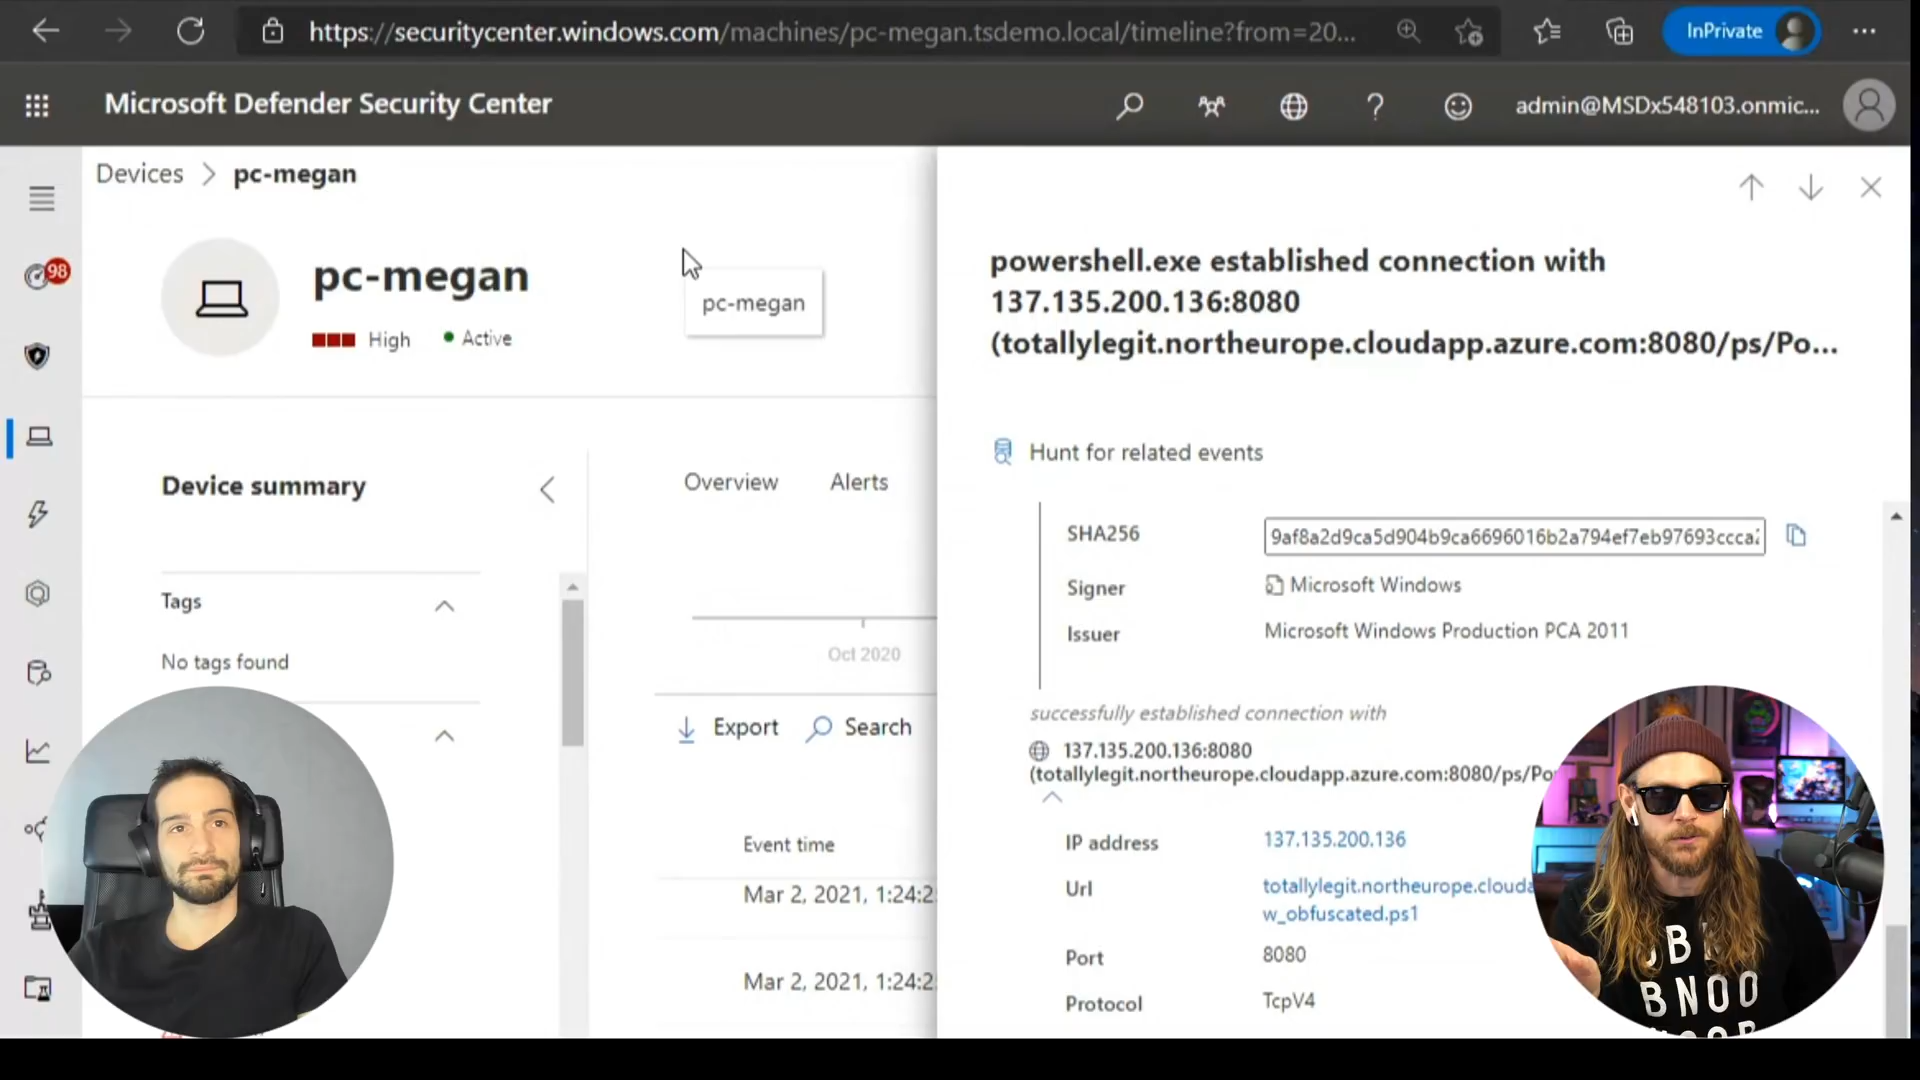 https://securitycenter.windows.com/machines/pc-megan.tsdemo.local/timeline?from=20...
InPrivate
Microsoft Defender Security Center
admin@MSDx548103.onmic...
Devices > pc-megan
98
pc-megan
High
Active
pc-megan
Device summary
Overview
Alerts
Tags
No tags found
Oct 2020
Export
Search
Event time
Mar 2, 2021, 1:24:2
Mar 2, 2021, 1:24:2
powershell.exe established connection with
137.135.200.136:8080
(totallylegit.northeurope.cloudapp.azure.com:8080/ps/Po...
Hunt for related events
SHA256
9af8a2d9ca5d904b9ca6696016b2a794ef7eb97693ccca
Signer
Microsoft Windows
Issuer
Microsoft Windows Production PCA 2011
successfully established connection with
137.135.200.136:8080
(totallylegit.northeurope.cloudapp.azure.com:8080/ps/Po
IP address
137.135.200.136
Url
totallylegit.northeurope.clouda
w_obfuscated.ps1
Port
8080
Protocol
TcpV4
BNOO